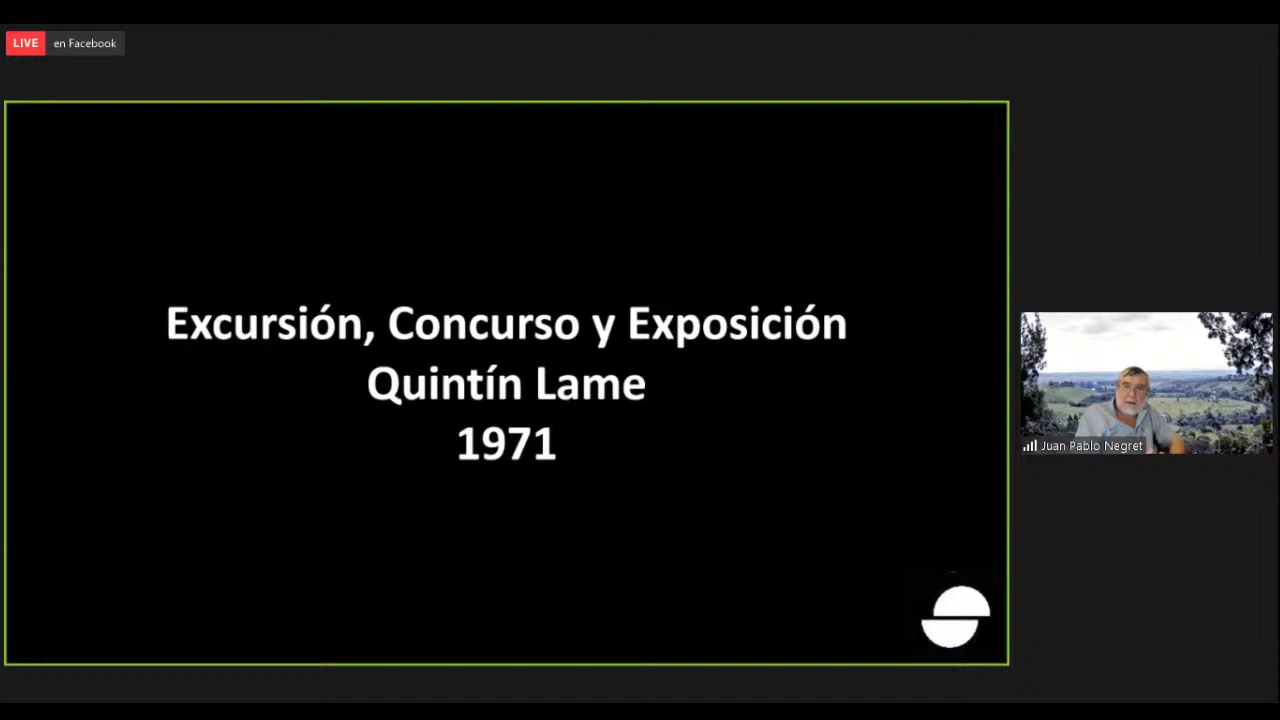 LIVE en Facebook
Excursión, Concurso y Exposición
Quintín Lame
1971
Juan Pablo Negret